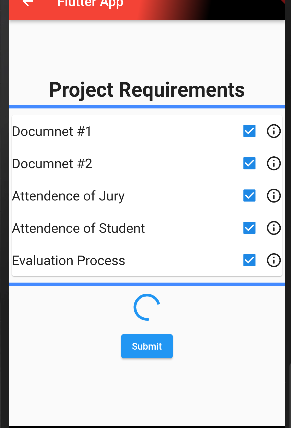 Flutter App
Project Requirements
Documnet #1
Documnet #2
Attendence of Jury
Attendence of Student
Evaluation Process
Submit